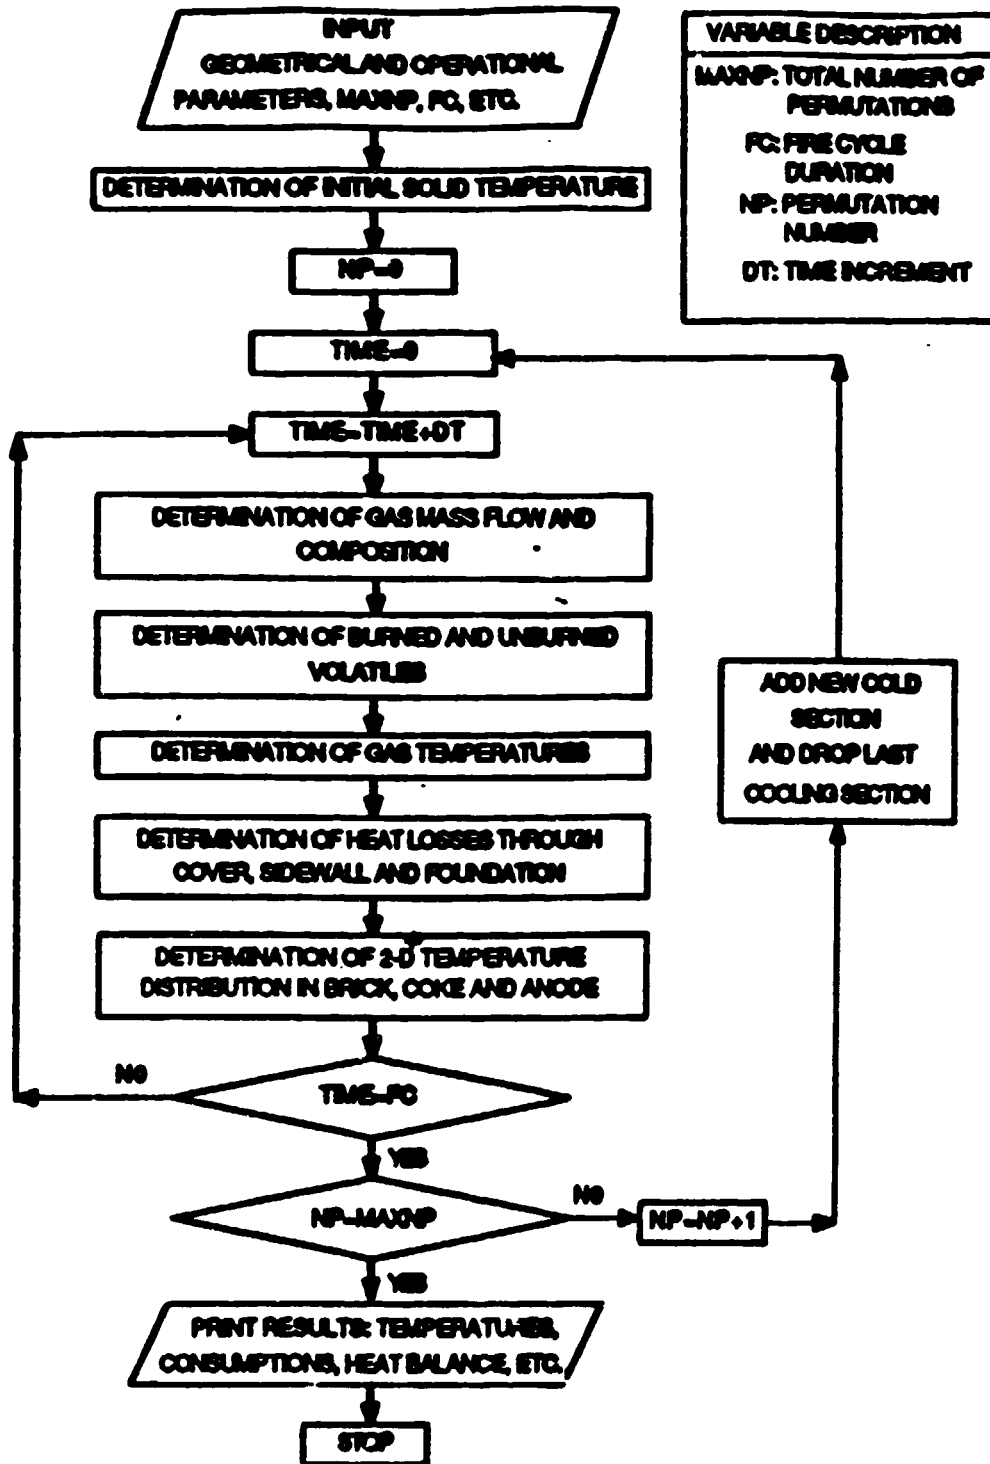 INPUT
GEOMETRICAL AND OPERATIONAL
PARAMETERS, MAXNP, FC, ETC.
DETERMINATION OF INITIAL SOLID TEMPERATURE
NP=0
TIME=0
TIME=TIME+DT
DETERMINATION OF GAS MASS FLOW AND
COMPOSITION
DETERMINATION OF BURNED AND UNBURNED
VOLATILES
DETERMINATION OF GAS TEMPERATURES
DETERMINATION OF HEAT LOSSES THROUGH
COVER, SIDEWALL AND FOUNDATION
DETERMINATION OF 2-D TEMPERATURE
DISTRIBUTION IN BRICK, COKE AND ANODE
TIME=FC
NO
YES
NP=MAXNP
NO
NP=NP+1
YES
ADD NEW COLD
SECTION
AND DROP LAST
COOLING SECTION
PRINT RESULTS: TEMPERATURES,
CONSUMPTIONS, HEAT BALANCE, ETC.
STOP
VARIABLE DESCRIPTION
MAXNP: TOTAL NUMBER OF
PERMUTATIONS
FC: FIRE CYCLE
DURATION
NP: PERMUTATION
NUMBER
DT: TIME INCREMENT